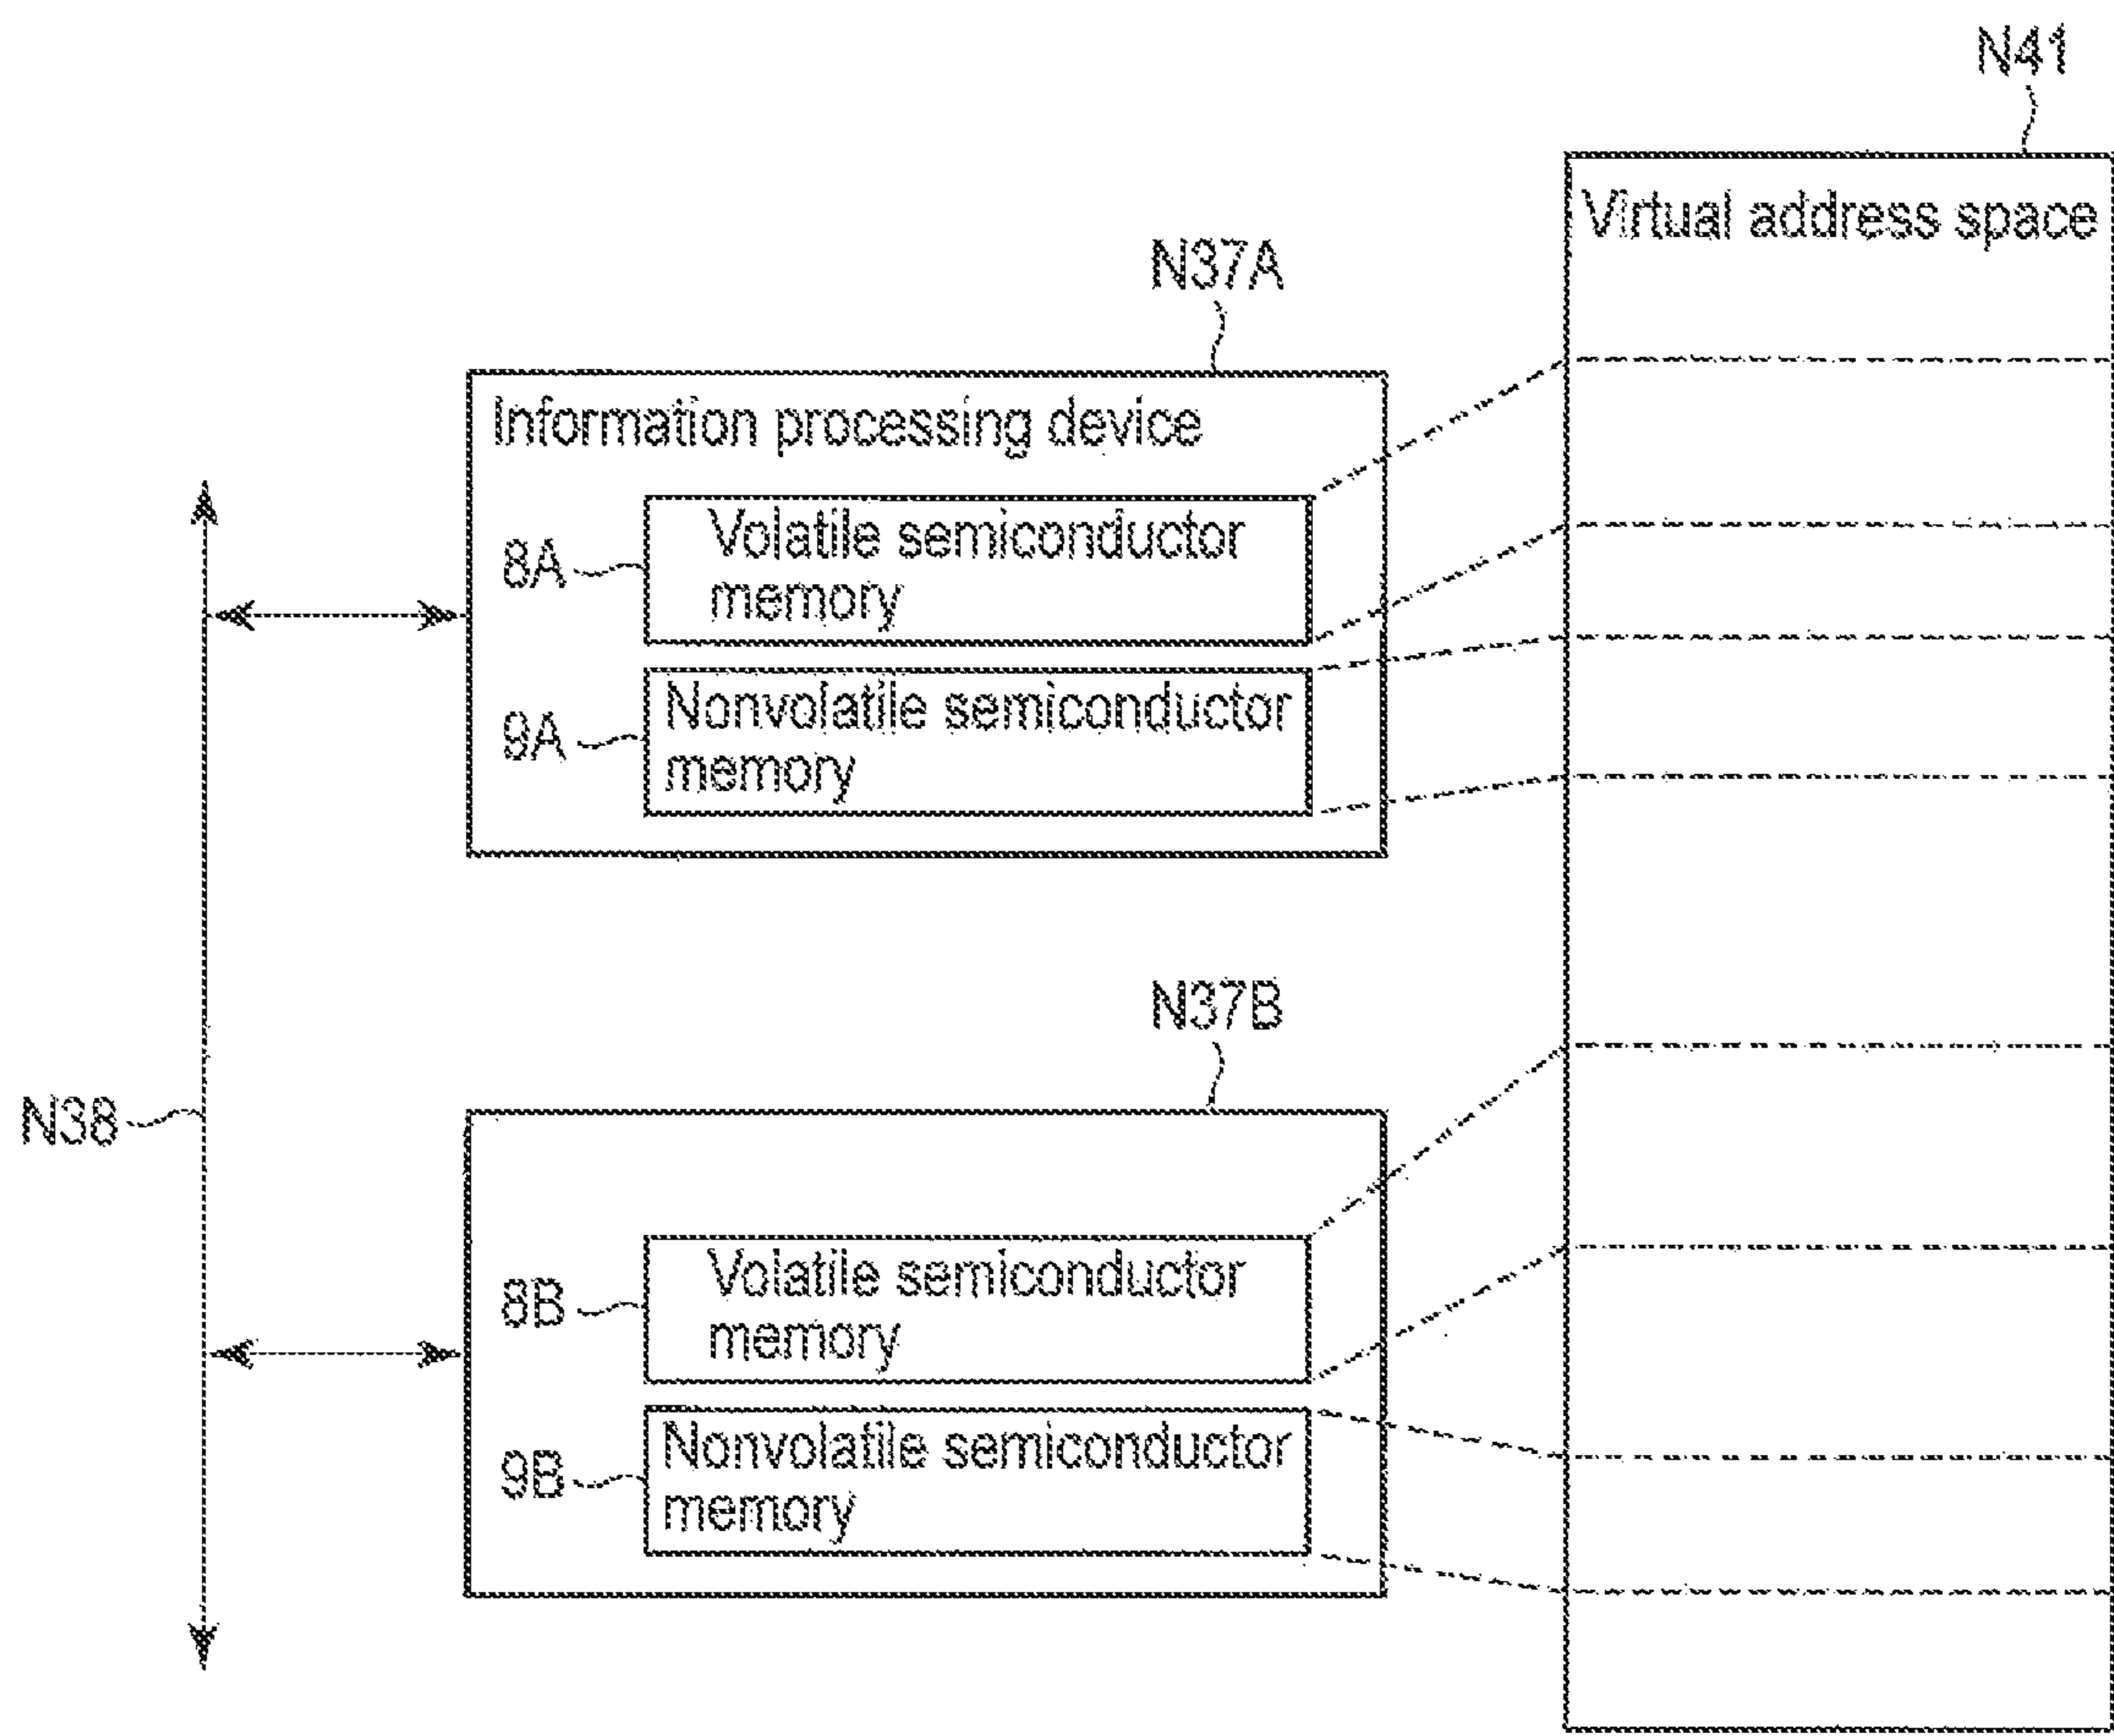 N41
Virtual address space
N37A
Information processing device
8A
Volatile semiconductor
memory
9A
Nonvolatile semiconductor
memory
N37B
N38
8B
Volatile semiconductor
memory
9B
Nonvolatile semiconductor
memory